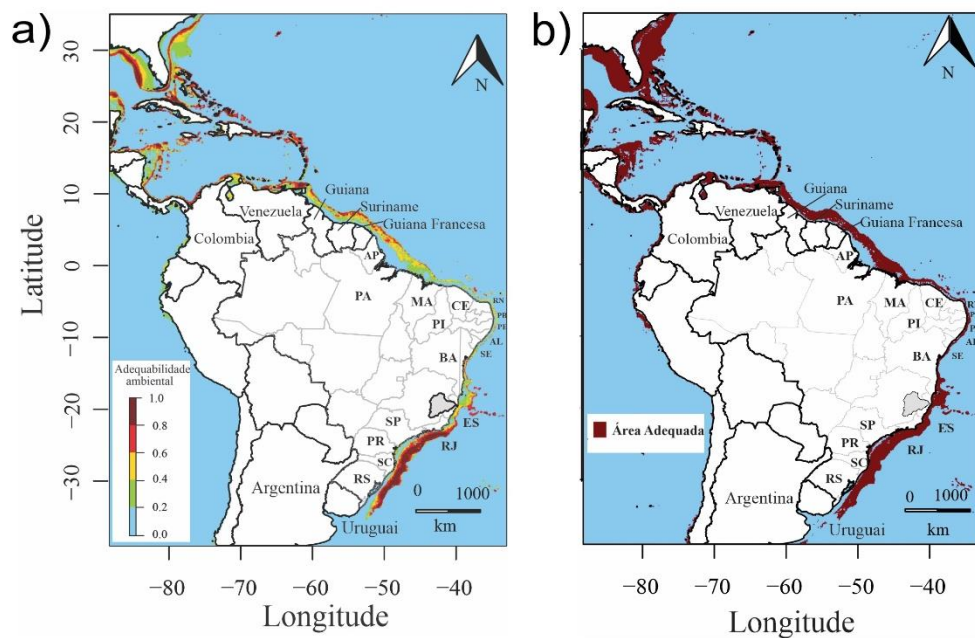 a)
30
20
10
0
−10
−20
−30
Latitude
N
Guiana
Suriname
Guiana Francesa
Venezuela
Colombia
AP
PA
MA
CE
RN
PB
PE
PI
AL
SE
BA
Adequabilidade
ambiental
1.0
0.8
0.6
0.4
0.2
0.0
SP
ES
PR
RJ
SC
RS
Argentina
Uruguai
0 1000
km
−80 −70 −60 −50 −40
Longitude
b)
N
Guiana
Suriname
Guiana Francesa
Venezuela
Colombia
AP
PA
MA
CE
PI
SE
BA
Área Adequada
SP
ES
PR
RJ
SC
RS
Argentina
Uruguai
0 1000
km
−80 −70 −60 −50 −40
Longitude